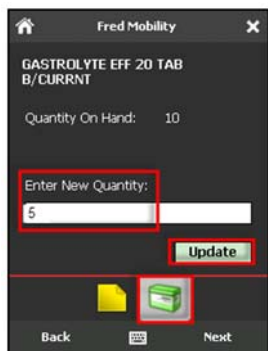 Fred Mobility
GASTROLYTE EFF 20 TAB
B/CURRNT
Quantity On Hand: 10
Enter New Quantity:
5
Update
Back Next